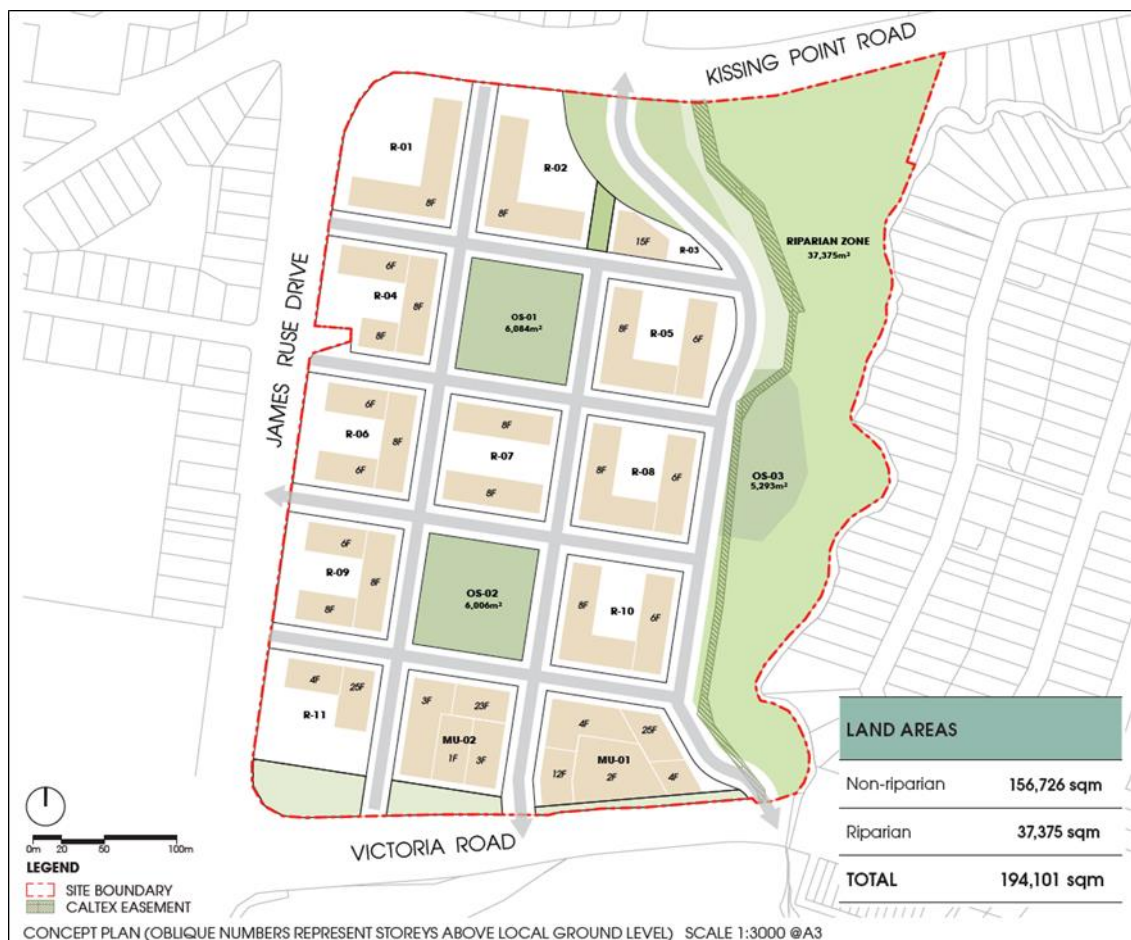 KISSING POINT ROAD
R-01
8F
R-02
8F
15F
R-03
RIPARIAN ZONE
37,375m²
JAMES RUSE DRIVE
6F
R-04
8F
8F
OS-01
6,084m²
8F
R-05
6F
6F
R-06
8F
6F
8F
R-07
8F
8F
R-08
6F
OS-03
5,293m²
6F
R-09
8F
8F
OS-02
6,006m²
8F
R-10
6F
4F
25F
R-11
3F
23F
MU-02
1F
3F
4F
25F
MU-01
12F
2F
4F
VICTORIA ROAD
LAND AREAS
Non-riparian 156,726 sqm
Riparian 37,375 sqm
TOTAL 194,101 sqm
0m 20 50 100m
LEGEND
SITE BOUNDARY
CALTEX EASEMENT
CONCEPT PLAN (OBLIQUE NUMBERS REPRESENT STOREYS ABOVE LOCAL GROUND LEVEL) SCALE 1:3000 @A3